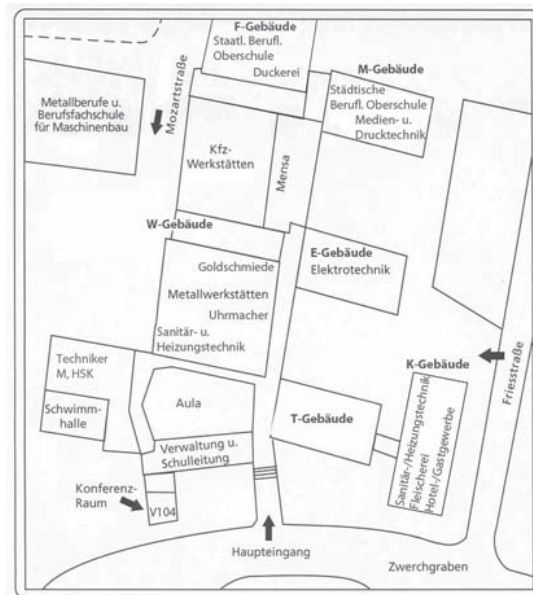 F-Gebäude
Staatl. Berufl.
Oberschule
Duckerei
M-Gebäude
Städtische
Berufl. Oberschule
Medien- u.
Drucktechnik
Metallberufe u.
Berufsfachschule
für Maschinenbau
Mozartstraße
Kfz-
Werkstätten
Mensa
W-Gebäude
Goldschmiede
Metallwerkstätten
Uhrmacher
Sanitär- u.
Heizungstechnik
E-Gebäude
Elektrotechnik
Techniker
M, HSK
Schwimm-
halle
Aula
T-Gebäude
K-Gebäude
Sanitär-/Heizungstechnik
Fleischerei
Hotel-/Gastgewerbe
Friesstraße
Verwaltung u.
Schulleitung
Konferenz-
Raum
V104
Haupteingang
Zwerchgraben